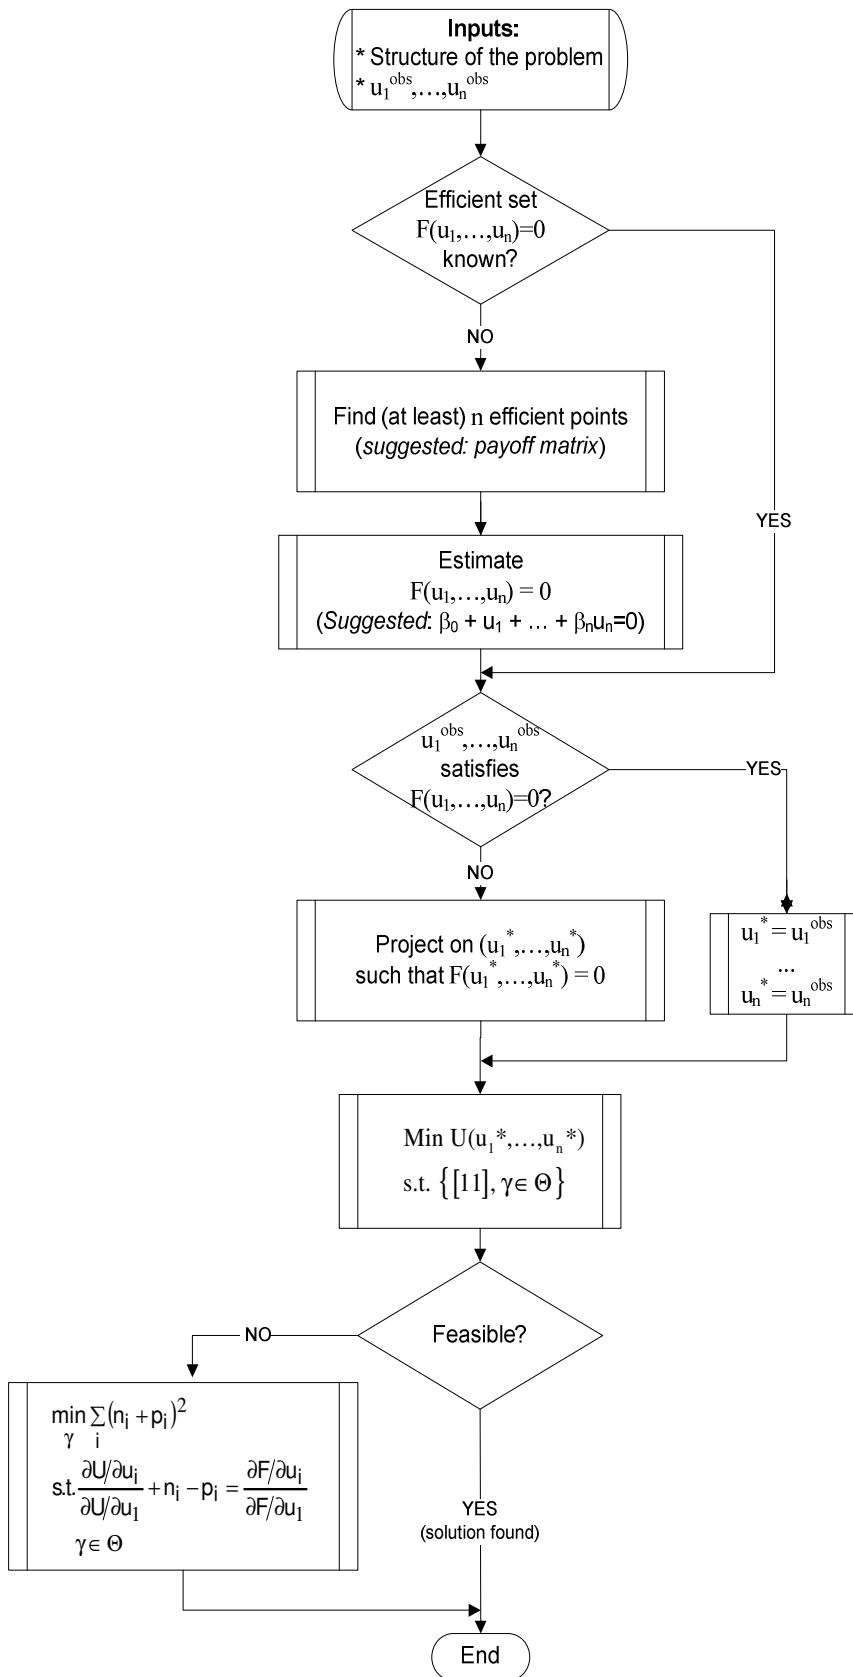 Inputs:
* Structure of the problem
* u₁ᵒᵇˢ,…,uₙᵒᵇˢ
Efficient set
F(u₁,…,uₙ)=0
known?
NO
YES
Find (at least) n efficient points
(suggested: payoff matrix)
Estimate
F(u₁,…,uₙ) = 0
(Suggested: β₀ + u₁ + … + βₙuₙ=0)
u₁ᵒᵇˢ,…,uₙᵒᵇˢ
satisfies
F(u₁,…,uₙ)=0?
YES
NO
Project on (u₁*,…,uₙ*)
such that F(u₁*,…,uₙ*) = 0
u₁* = u₁ᵒᵇˢ
...
uₙ* = uₙᵒᵇˢ
Min U(u₁*,…,uₙ*)
s.t. {[11], γ∈ Θ}
Feasible?
NO
min ∑(nᵢ + pᵢ)²
γ i
s.t. ∂U/∂uᵢ / ∂U/∂u₁ + nᵢ − pᵢ = ∂F/∂uᵢ / ∂F/∂u₁
γ∈ Θ
YES
(solution found)
End